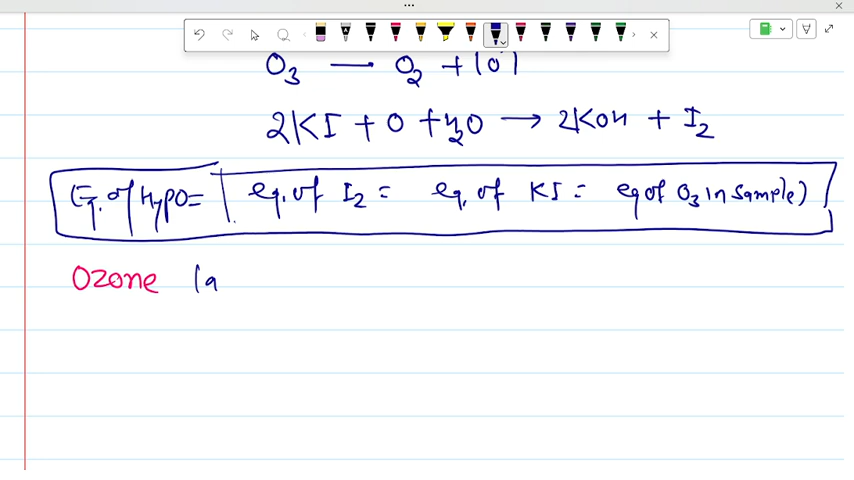 O₃ → O₂ + [O]
2KI + O + H₂O → 2KOH + I₂
Eq. of Hypo = eq. of I₂ = eq. of KI = eq of O₃ in sample)
Ozone